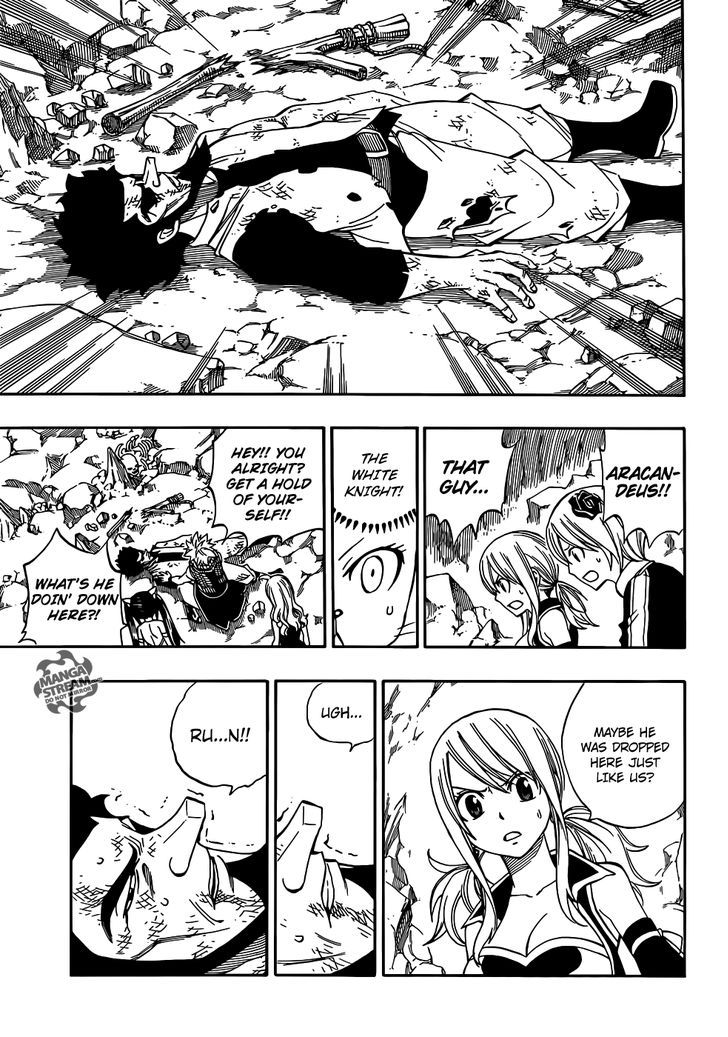 ARACAN-
DEUS!!
THAT
GUY...
THE
WHITE
KNIGHT!
HEY!! YOU
ALRIGHT?
GET A HOLD
OF YOUR-
SELF!!
WHAT'S HE
DOIN' DOWN
HERE?!
MAYBE HE
WAS DROPPED
HERE JUST
LIKE US?
UGH...
RU...N!!
MANGA
STREAM
DO NOT MIRROR